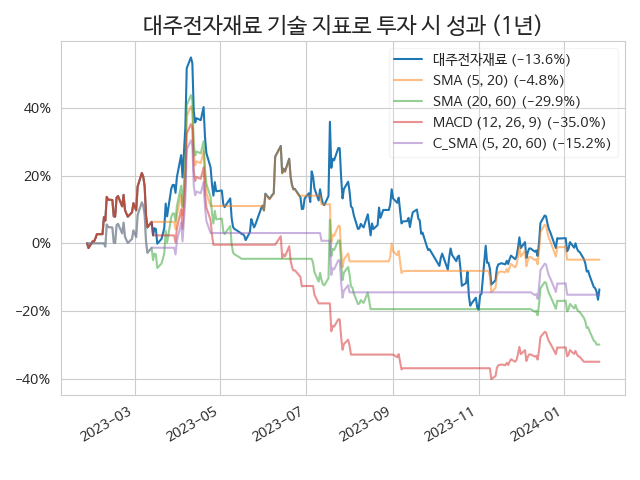 대주전자재료 기술 지표로 투자 시 성과 (1년)
대주전자재료 (−13.6%)
SMA (5, 20) (−4.8%)
SMA (20, 60) (−29.9%)
MACD (12, 26, 9) (−35.0%)
C_SMA (5, 20, 60) (−15.2%)
40%
20%
0%
−20%
−40%
2023−03
2023−05
2023−07
2023−09
2023−11
2024−01